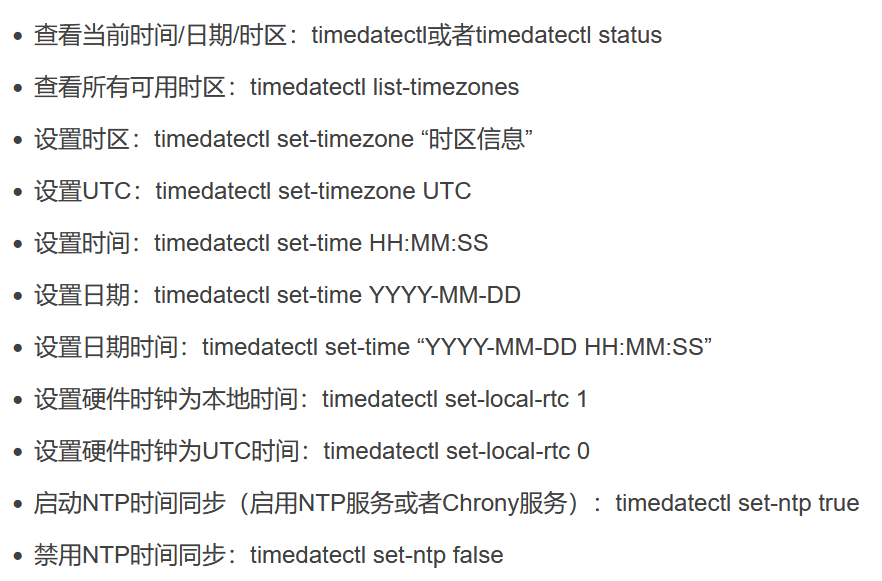 • 查看当前时间/日期/时区：timedatectl或者timedatectl status
• 查看所有可用时区：timedatectl list-timezones
• 设置时区：timedatectl set-timezone “时区信息”
• 设置UTC：timedatectl set-timezone UTC
• 设置时间：timedatectl set-time HH:MM:SS
• 设置日期：timedatectl set-time YYYY-MM-DD
• 设置日期时间：timedatectl set-time “YYYY-MM-DD HH:MM:SS”
• 设置硬件时钟为本地时间：timedatectl set-local-rtc 1
• 设置硬件时钟为UTC时间：timedatectl set-local-rtc 0
• 启动NTP时间同步（启用NTP服务或者Chrony服务）：timedatectl set-ntp true
• 禁用NTP时间同步：timedatectl set-ntp false